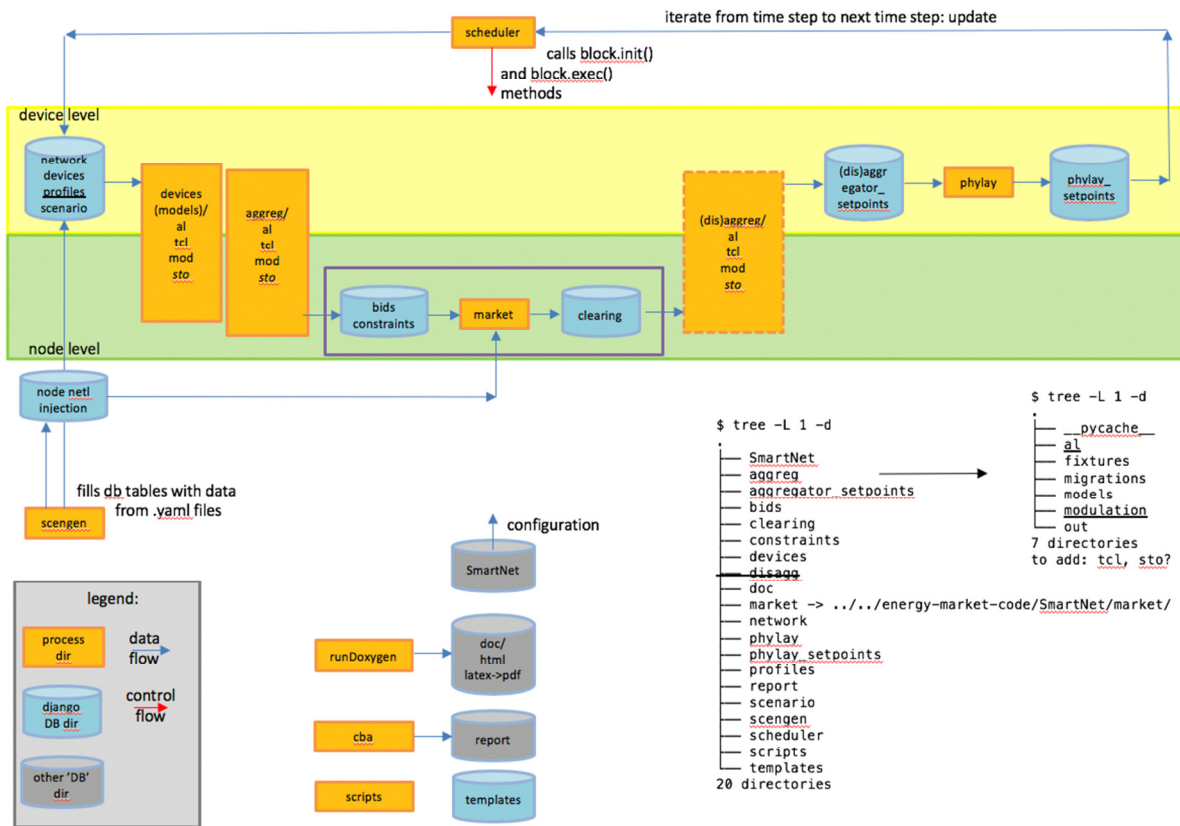 iterate from time step to next time step: update
scheduler
calls block.init()
and block.exec()
methods
device level
network
devices
profiles
scenario
devices
(models)/
al
tcl
mod
sto
aggreg/
al
tcl
mod
sto
(dis)aggreg/
al
tcl
mod
sto
(dis)aggr
egator_
setpoints
phylay
phylay_
setpoints
bids
constraints
market
clearing
node level
node netl
injection
fills db tables with data
from .yaml files
scengen
configuration
SmartNet
runDoxygen
doc/
html
latex->pdf
cba
report
scripts
templates
legend:
process
dir
data
flow
django
DB dir
control
flow
other 'DB'
dir
$ tree -L 1 -d
.
├── SmartNet
├── aggreg
├── aggregator_setpoints
├── bids
├── clearing
├── constraints
├── devices
├── disagg
├── doc
├── market -> ../../energy-market-code/SmartNet/market/
├── network
├── phylay
├── phylay_setpoints
├── profiles
├── report
├── scenario
├── scengen
├── scheduler
├── scripts
└── templates
20 directories
$ tree -L 1 -d
.
├── __pycache__
├── al
├── fixtures
├── migrations
├── models
├── modulation
└── out
7 directories
to add: tcl, sto?